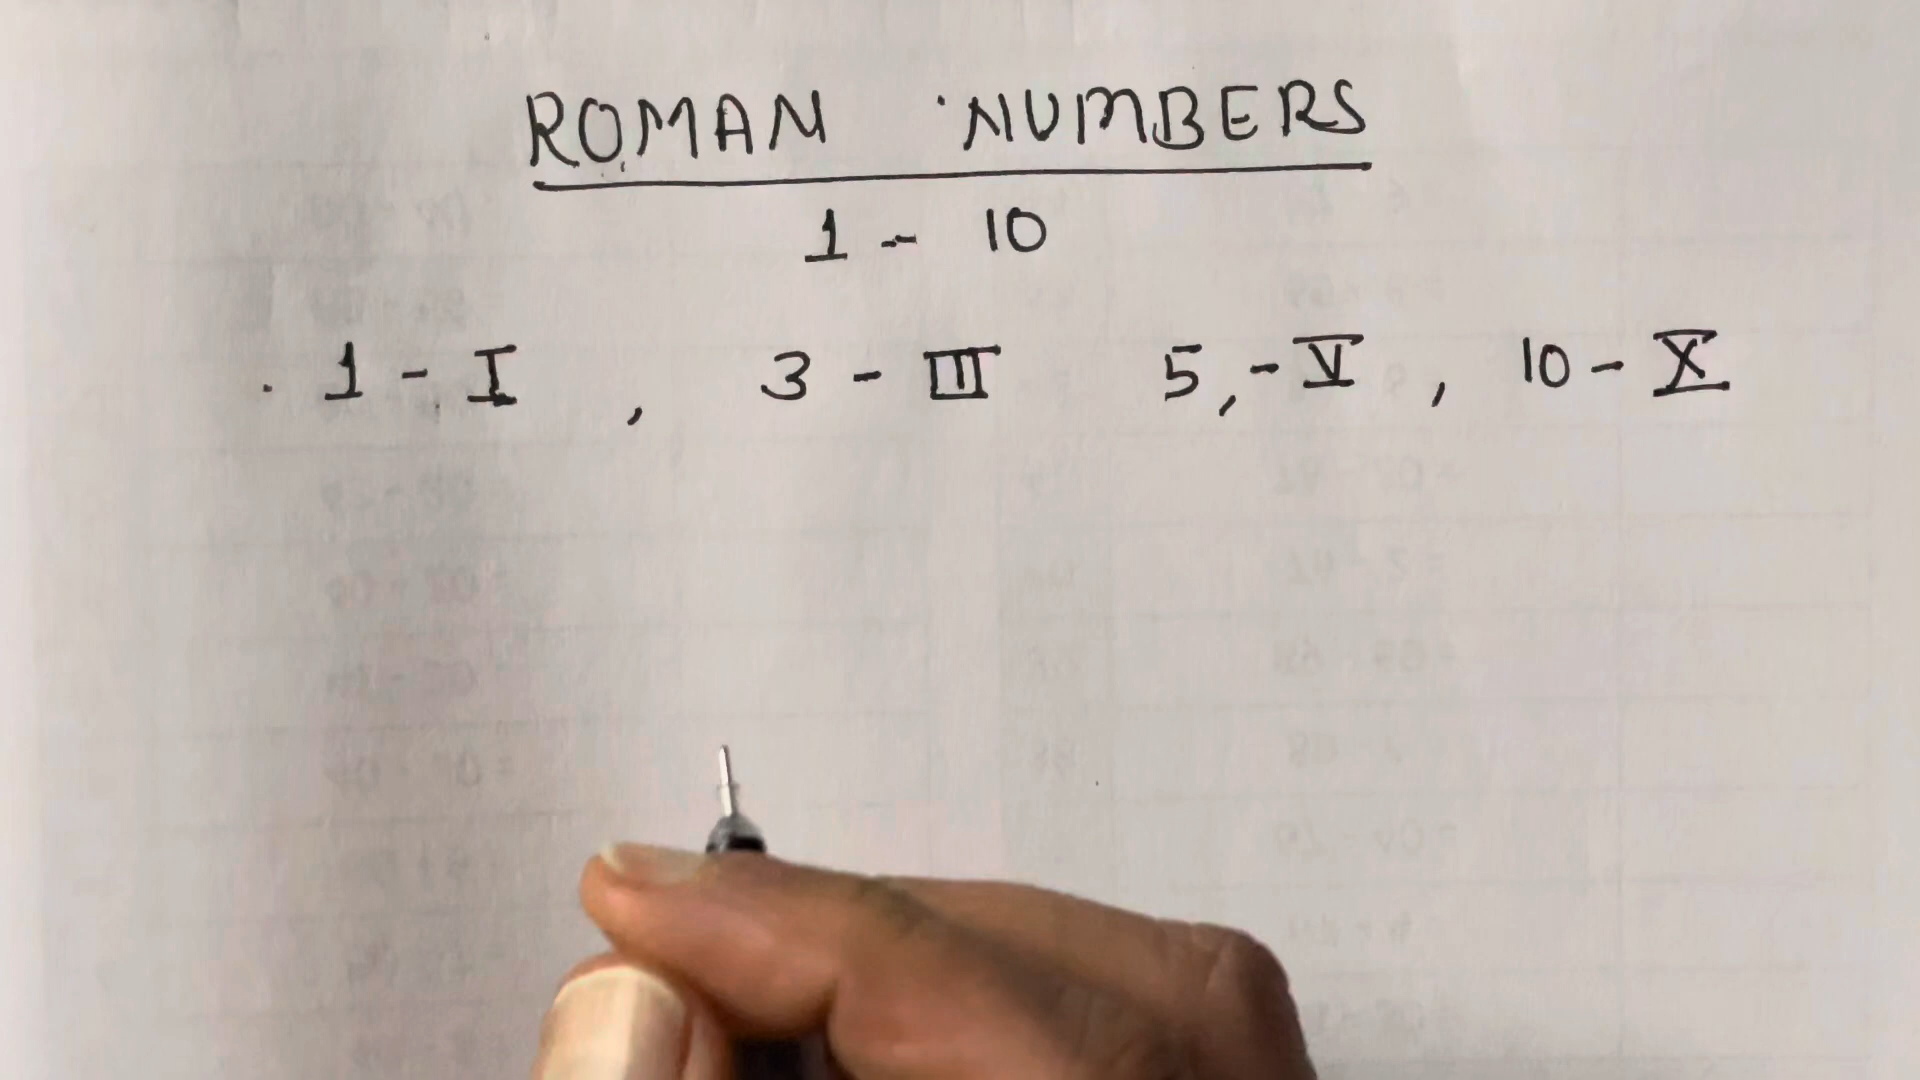 ROMAN NUMBERS
1 - 10
1 - I , 3 - III 5, - V , 10 - X